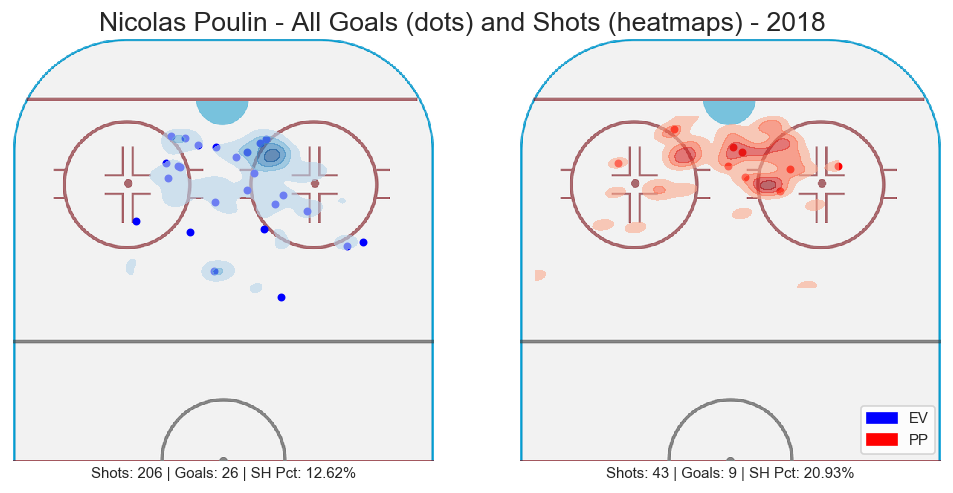 Nicolas Poulin - All Goals (dots) and Shots (heatmaps) - 2018
EV
PP
Shots: 206 | Goals: 26 | SH Pct: 12.62%
Shots: 43 | Goals: 9 | SH Pct: 20.93%